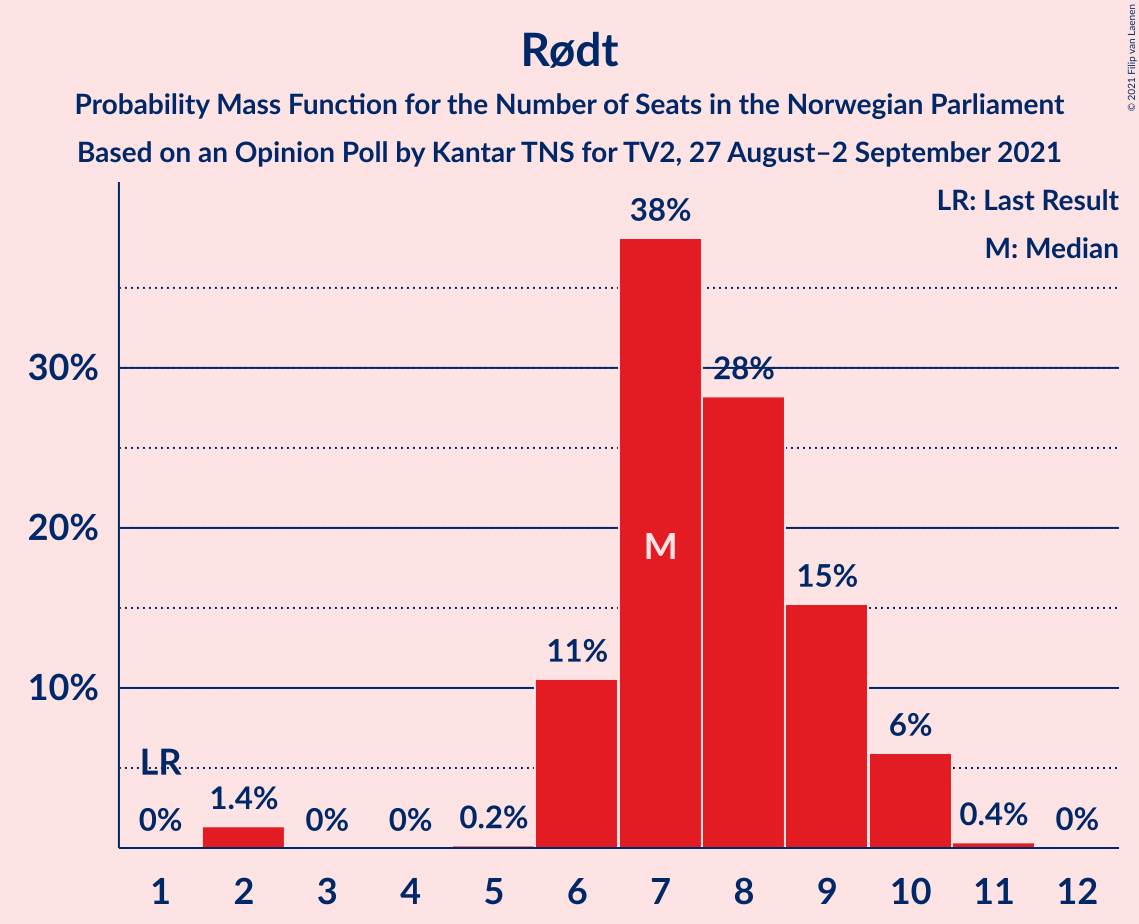 Rødt
Probability Mass Function for the Number of Seats in the Norwegian Parliament
Based on an Opinion Poll by Kantar TNS for TV2, 27 August–2 September 2021
© 2021 Filip van Laenen
LR: Last Result
M: Median
38%
30%
28%
20%
M
15%
11%
10%
6%
LR
0%
1.4%
0%
0%
0.2%
0.4%
0%
1 2 3 4 5 6 7 8 9 10 11 12